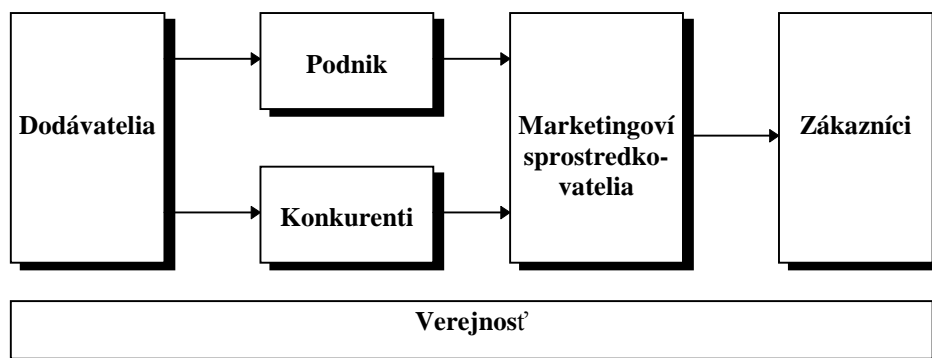 Dodávatelia
Podnik
Konkurenti
Marketingoví
sprostredko-
vatelia
Zákazníci
Verejnosť